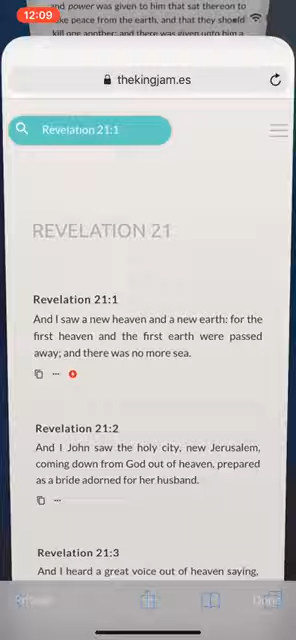 and power was given to him that sat thereon to
12:09
take peace from the earth, and that they should
kill one another: and there was given unto him a
thekingjam.es
Revelation 21:1
REVELATION 21
Revelation 21:1
And I saw a new heaven and a new earth: for the
first heaven and the first earth were passed
away; and there was no more sea.
Revelation 21:2
And I John saw the holy city, new Jerusalem,
coming down from God out of heaven, prepared
as a bride adorned for her husband.
Revelation 21:3
And I heard a great voice out of heaven saying,
Private
Done